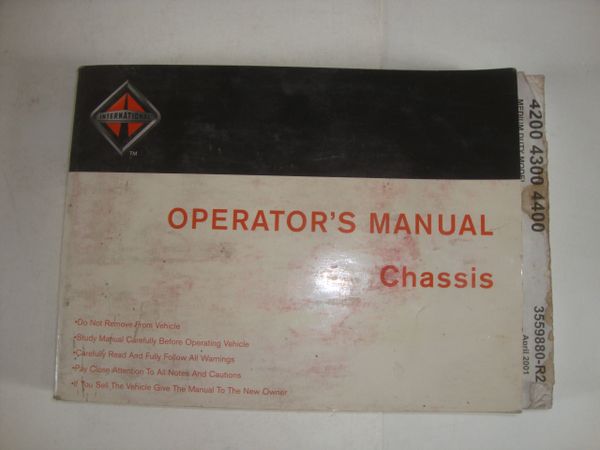 INTERNATIONAL
TM
OPERATOR'S MANUAL
Chassis
•Do Not Remove From Vehicle
•Study Manual Carefully Before Operating Vehicle
•Carefully Read And Fully Follow All Warnings
•Pay Close Attention To All Notes And Cautions
•If You Sell The Vehicle Give The Manual To The New Owner
4200 4300 4400
MEDIUM DUTY MODEL
3559880-R2
April 2001